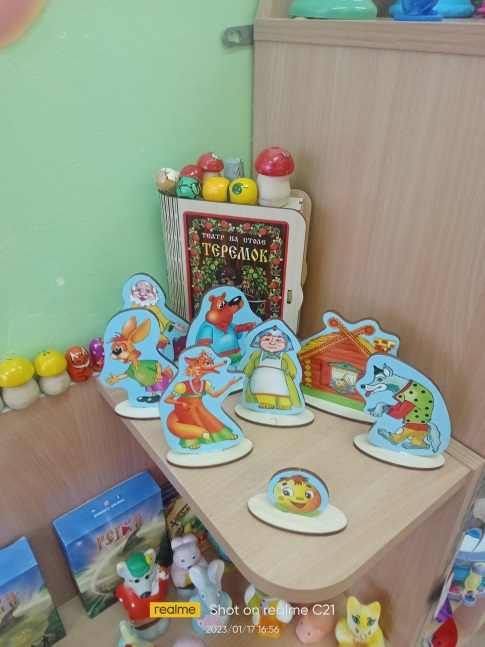 ТЕАТР НА СТОЛЕ
ТЕРЕМОК
realme
Shot on realme C21
2023/01/17 16:56